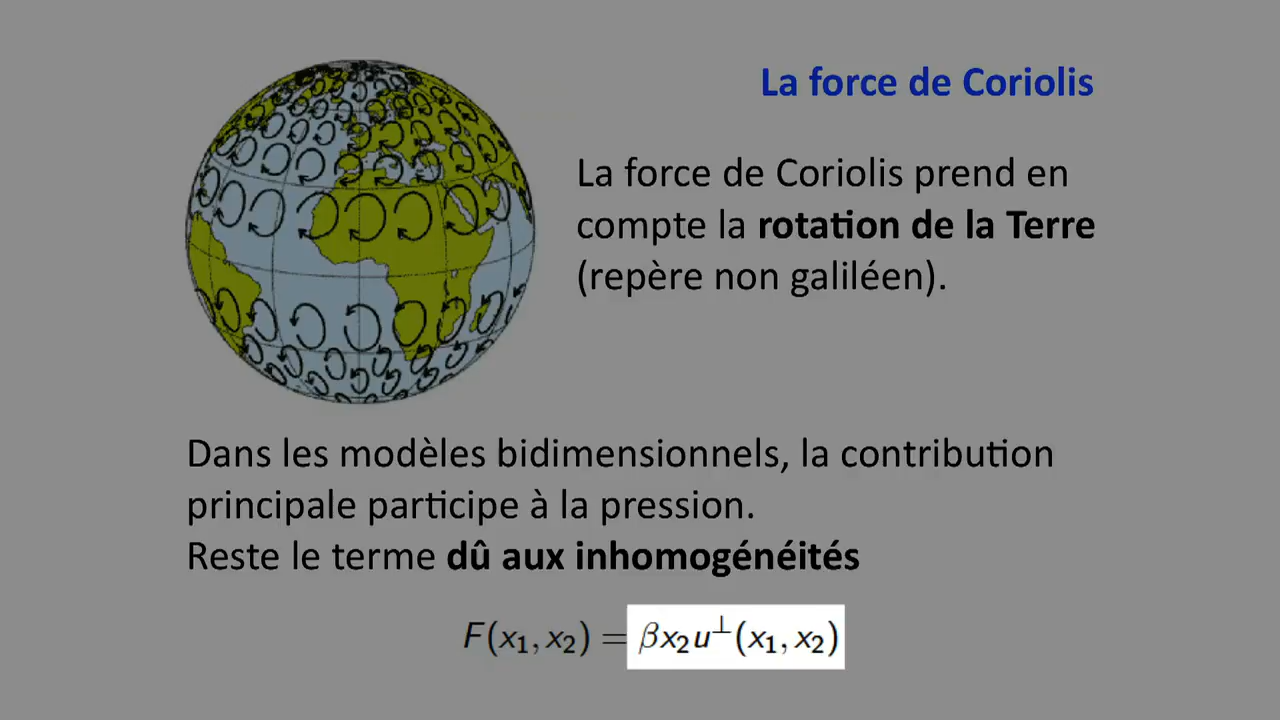 La force de Coriolis
La force de Coriolis prend en
compte la rotation de la Terre
(repère non galiléen).
Dans les modèles bidimensionnels, la contribution
principale participe à la pression.
Reste le terme dû aux inhomogénéités
F(x₁, x₂) = βx₂u⊥(x₁, x₂)